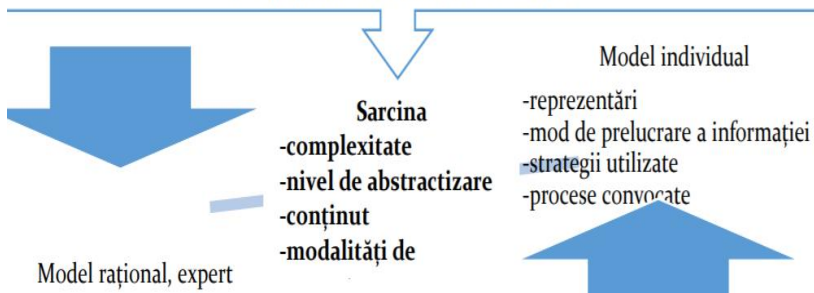 Model individual
Sarcina
-complexitate
-nivel de abstractizare
-conținut
-modalități de
-reprezentări
-mod de prelucrare a informației
-strategii utilizate
-procese convocate
Model rațional, expert